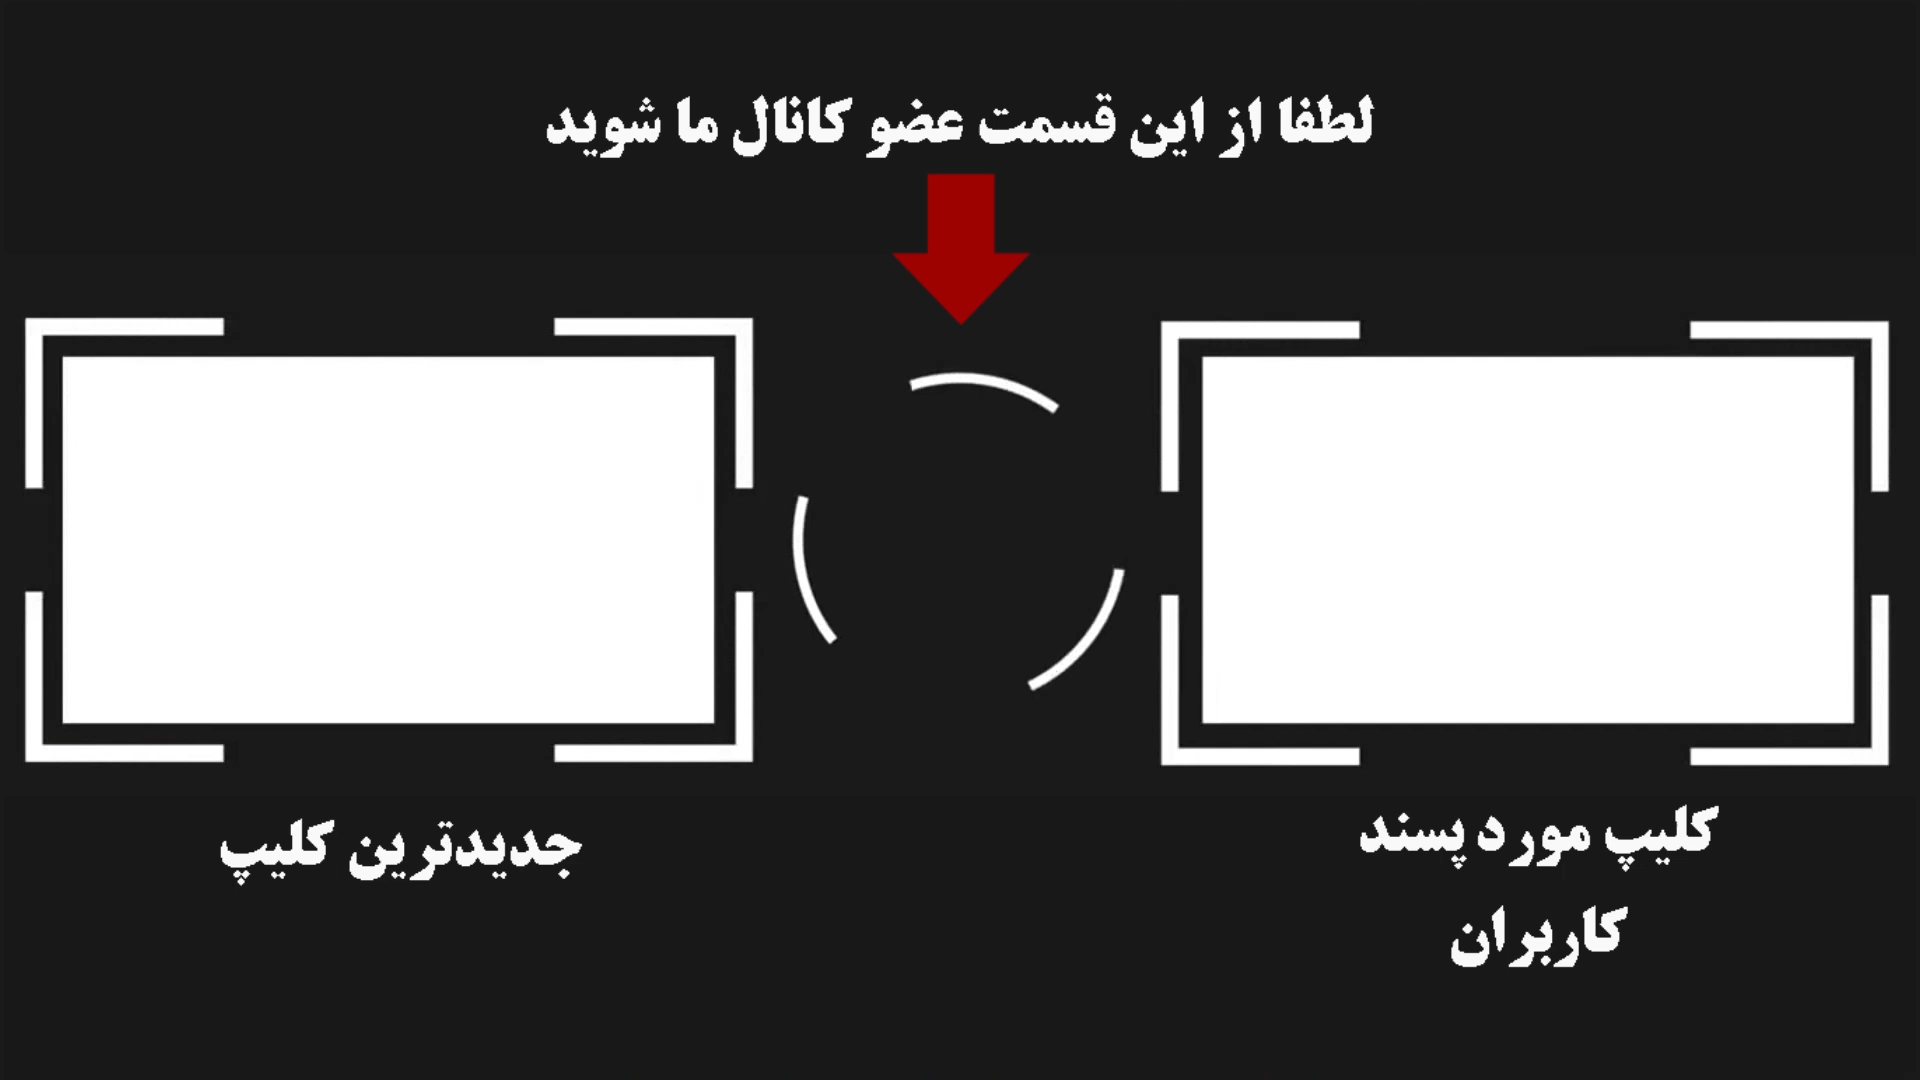 لطفا از این قسمت عضو کانال ما شوید
کلیپ مورد پسند
کاربران
جدیدترین کلیپ